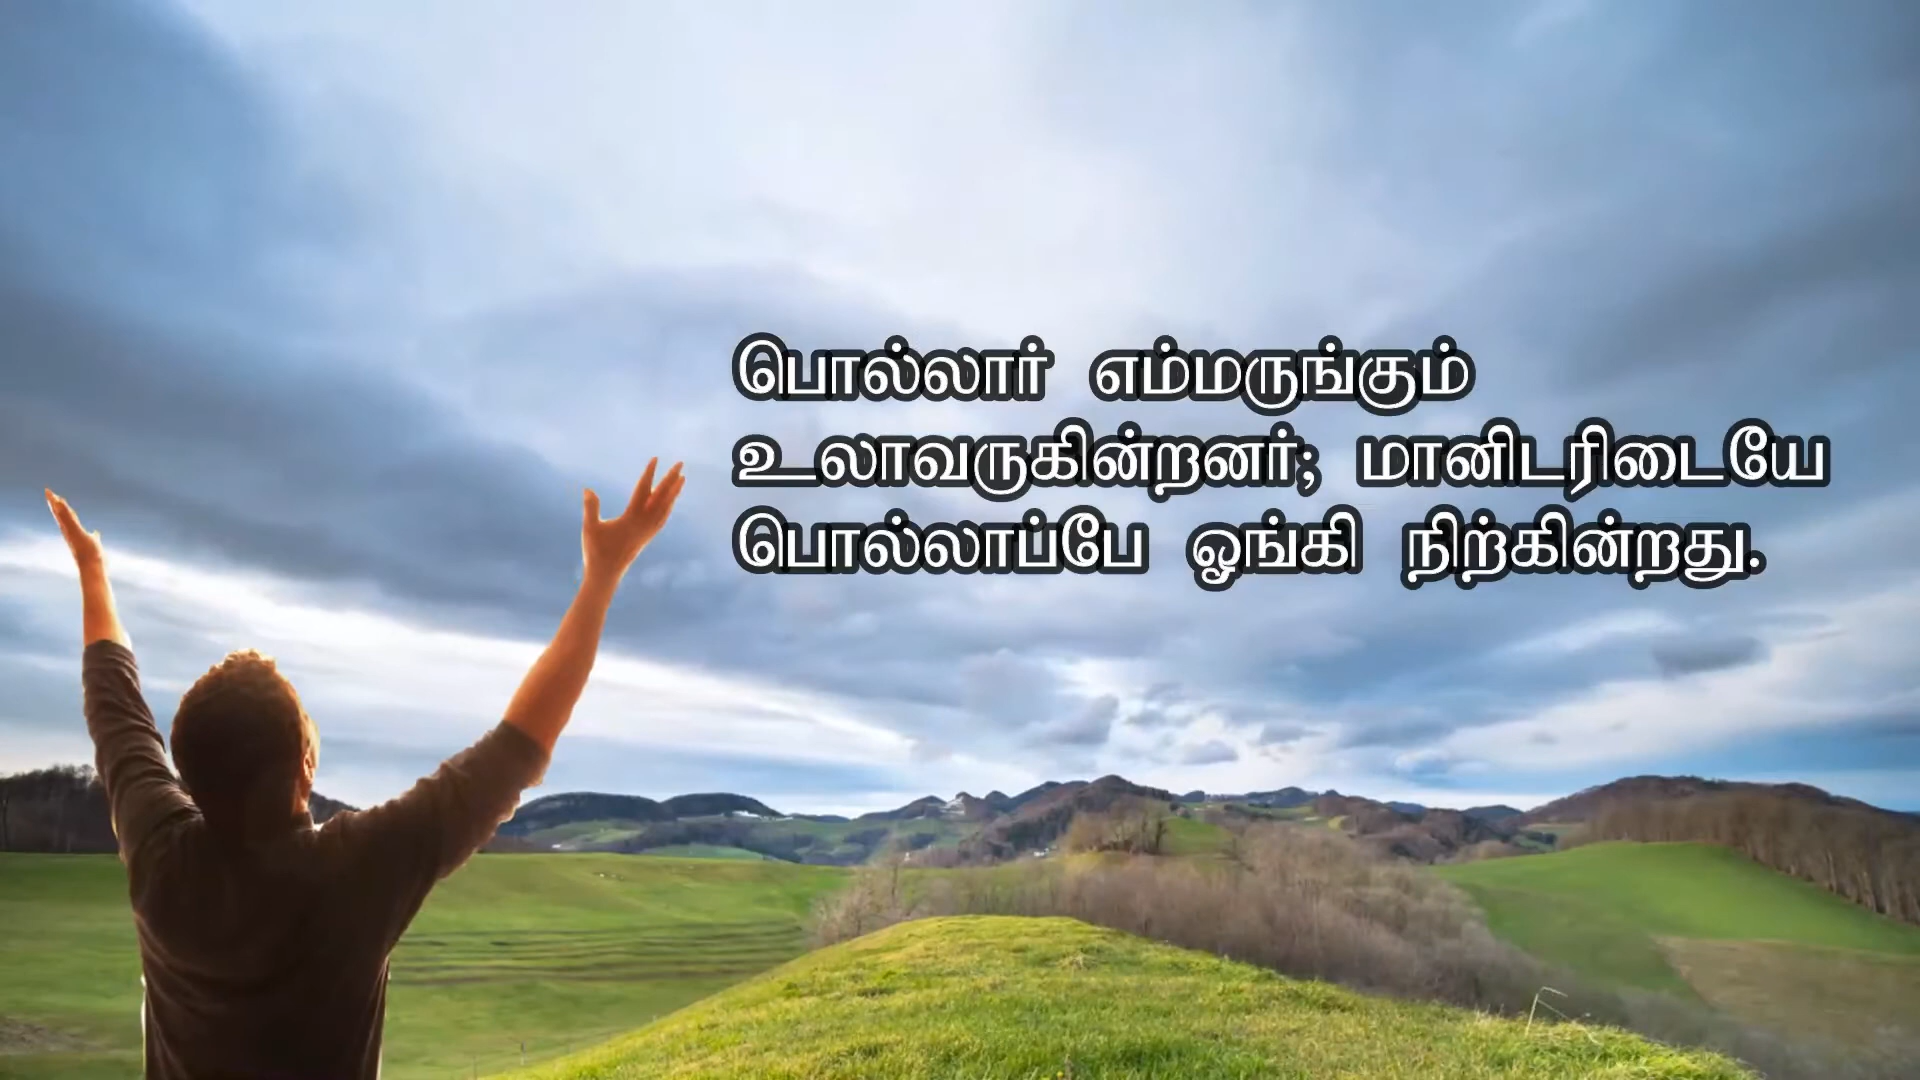 பொல்லார் எம்மருங்கும்
உலாவருகின்றனர்; மானிடரிடையே
பொல்லாப்பே ஓங்கி நிற்கின்றது.